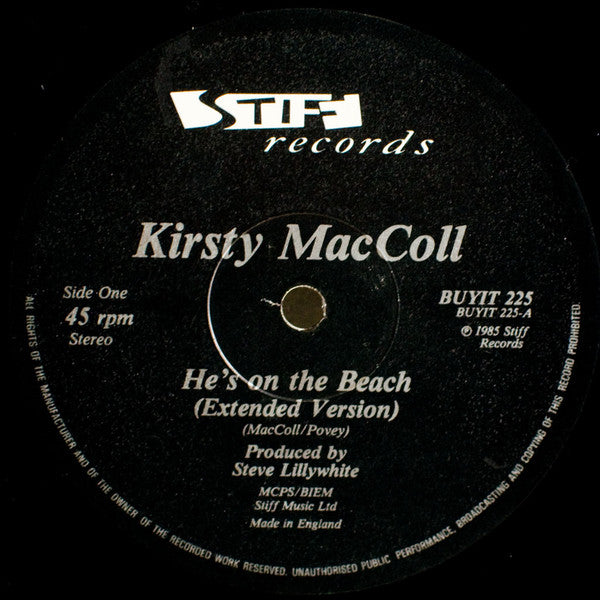 STIFF
records
Kirsty MacColl
Side One
45 rpm
Stereo
BUYIT 225
BUYIT 225-A
℗ 1985 Stiff
Records
He's on the Beach
(Extended Version)
(MacColl/Povey)
Produced by
Steve Lillywhite
MCPS/BIEM
Stiff Music Ltd
Made in England
ALL RIGHTS OF THE MANUFACTURER AND OF THE OWNER OF THE RECORDED WORK RESERVED. UNAUTHORISED PUBLIC PERFORMANCE, BROADCASTING AND COPYING OF THIS RECORD PROHIBITED.